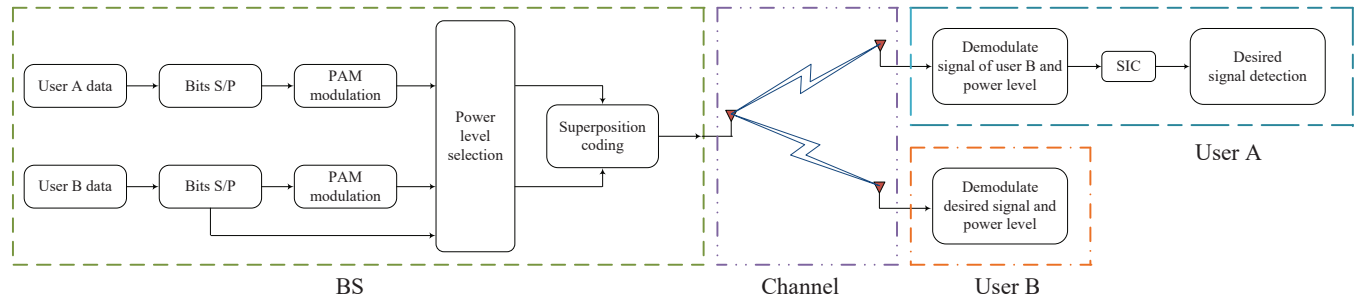 User A data
Bits S/P
PAM
modulation
User B data
Bits S/P
PAM
modulation
Power
level
selection
Superposition
coding
BS
Channel
Demodulate
signal of user B and
power level
SIC
Desired
signal detection
User A
Demodulate
desired signal and
power level
User B